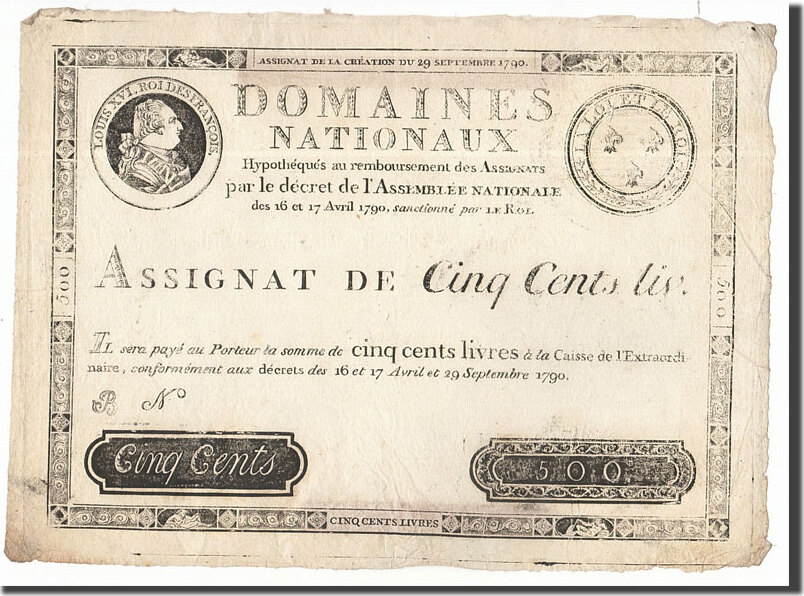 ASSIGNAT DE LA CRÉATION DU 29 SEPTEMBRE 1790.
LOUIS XVI, ROI DES FRANÇOIS.
DOMAINES
NATIONAUX
LA LOI ET LE ROI
Hypothéqués au remboursement des ASSIGNATS
par le décret de l'ASSEMBLÉE NATIONALE
des 16 et 17 Avril 1790, sanctionné par LE ROI.
500
ASSIGNAT DE Cinq Cents liv.
500
IL sera payé au Porteur la somme de cinq cents livres à la Caisse de l'Extraordi-
naire, conformément aux décrets des 16 et 17 Avril et 29 Septembre 1790.
B N°
Cinq Cents
500
CINQ CENTS LIVRES